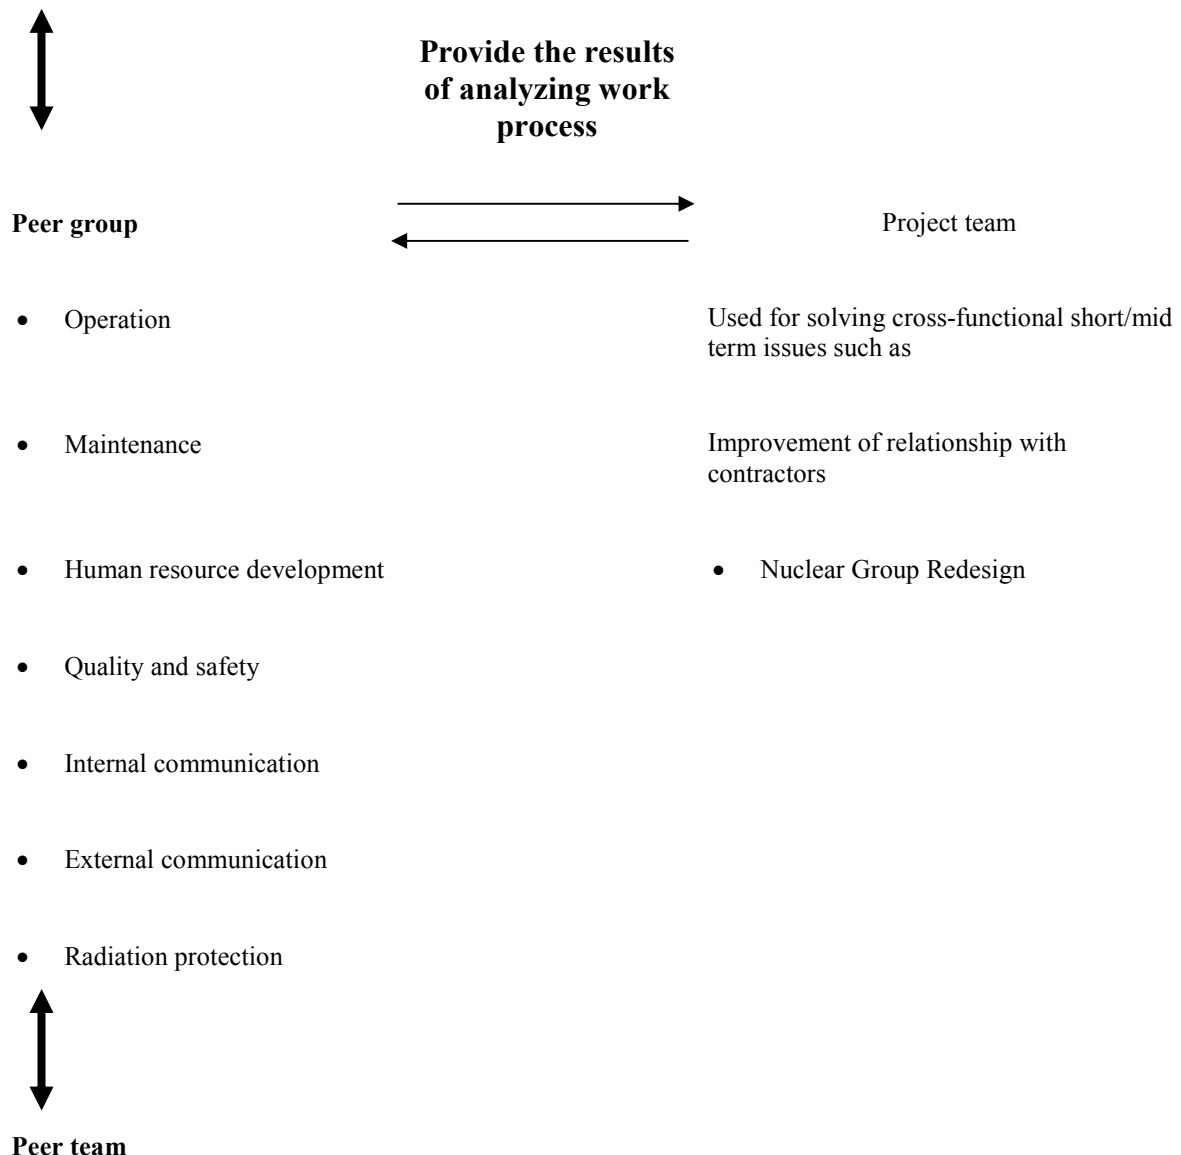 Provide the results
of analyzing work
process
Peer group
Project team
• Operation
Used for solving cross-functional short/mid
term issues such as
• Maintenance
Improvement of relationship with
contractors
• Human resource development
• Nuclear Group Redesign
• Quality and safety
• Internal communication
• External communication
• Radiation protection
Peer team